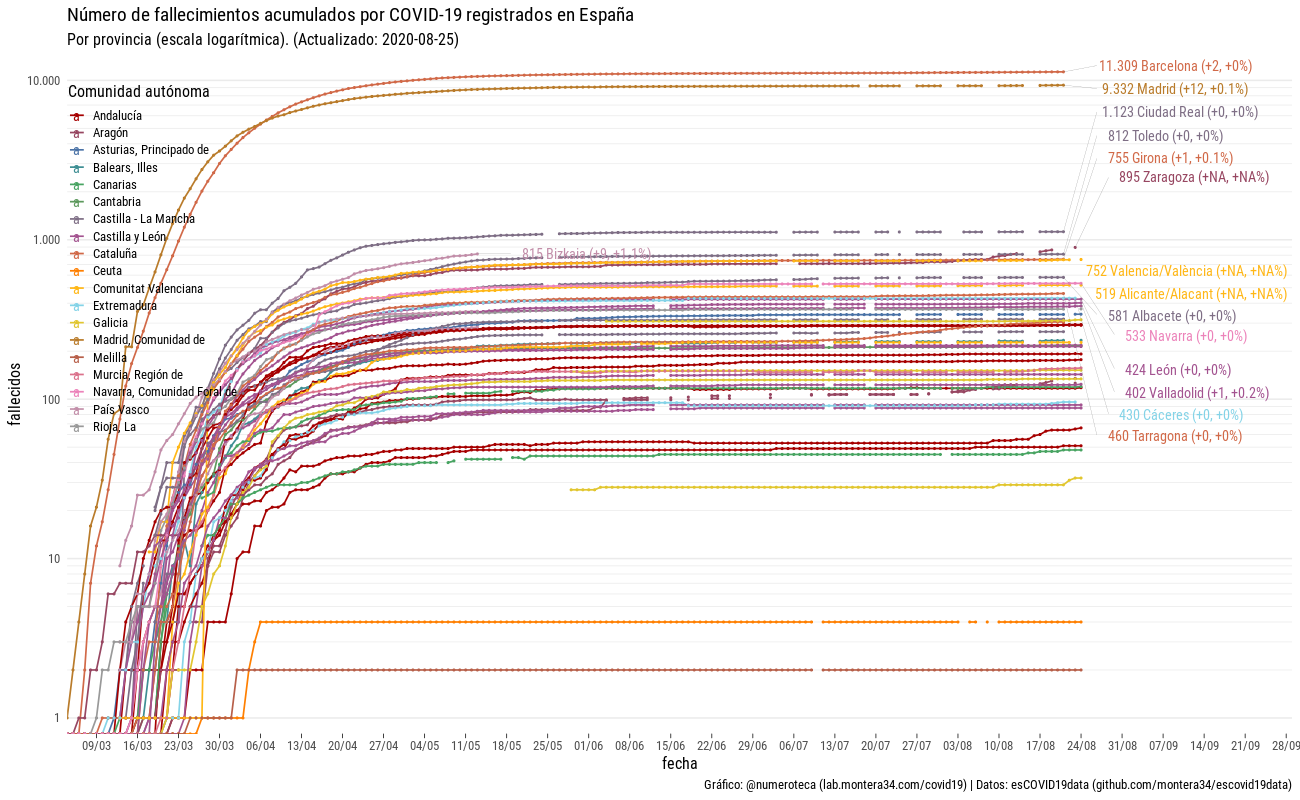 Número de fallecimientos acumulados por COVID-19 registrados en España
Por provincia (escala logarítmica). (Actualizado: 2020-08-25)
fallecidos
10.000
1.000
100
10
1
Comunidad autónoma
Andalucía
Aragón
Asturias, Principado de
Balears, Illes
Canarias
Cantabria
Castilla - La Mancha
Castilla y León
Cataluña
Ceuta
Comunitat Valenciana
Extremadura
Galicia
Madrid, Comunidad de
Melilla
Murcia, Región de
Navarra, Comunidad Foral de
País Vasco
Rioja, La
815 Bizkaia (+9, +1.1%)
11.309 Barcelona (+2, +0%)
9.332 Madrid (+12, +0.1%)
1.123 Ciudad Real (+0, +0%)
812 Toledo (+0, +0%)
755 Girona (+1, +0.1%)
895 Zaragoza (+NA, +NA%)
752 Valencia/València (+NA, +NA%)
519 Alicante/Alacant (+NA, +NA%)
581 Albacete (+0, +0%)
533 Navarra (+0, +0%)
424 León (+0, +0%)
402 Valladolid (+1, +0.2%)
430 Cáceres (+0, +0%)
460 Tarragona (+0, +0%)
09/03 16/03 23/03 30/03 06/04 13/04 20/04 27/04 04/05 11/05 18/05 25/05 01/06 08/06 15/06 22/06 29/06 06/07 13/07 20/07 27/07 03/08 10/08 17/08 24/08 31/08 07/09 14/09 21/09 28/09
fecha
Gráfico: @numeroteca (lab.montera34.com/covid19) | Datos: esCOVID19data (github.com/montera34/escovid19data)